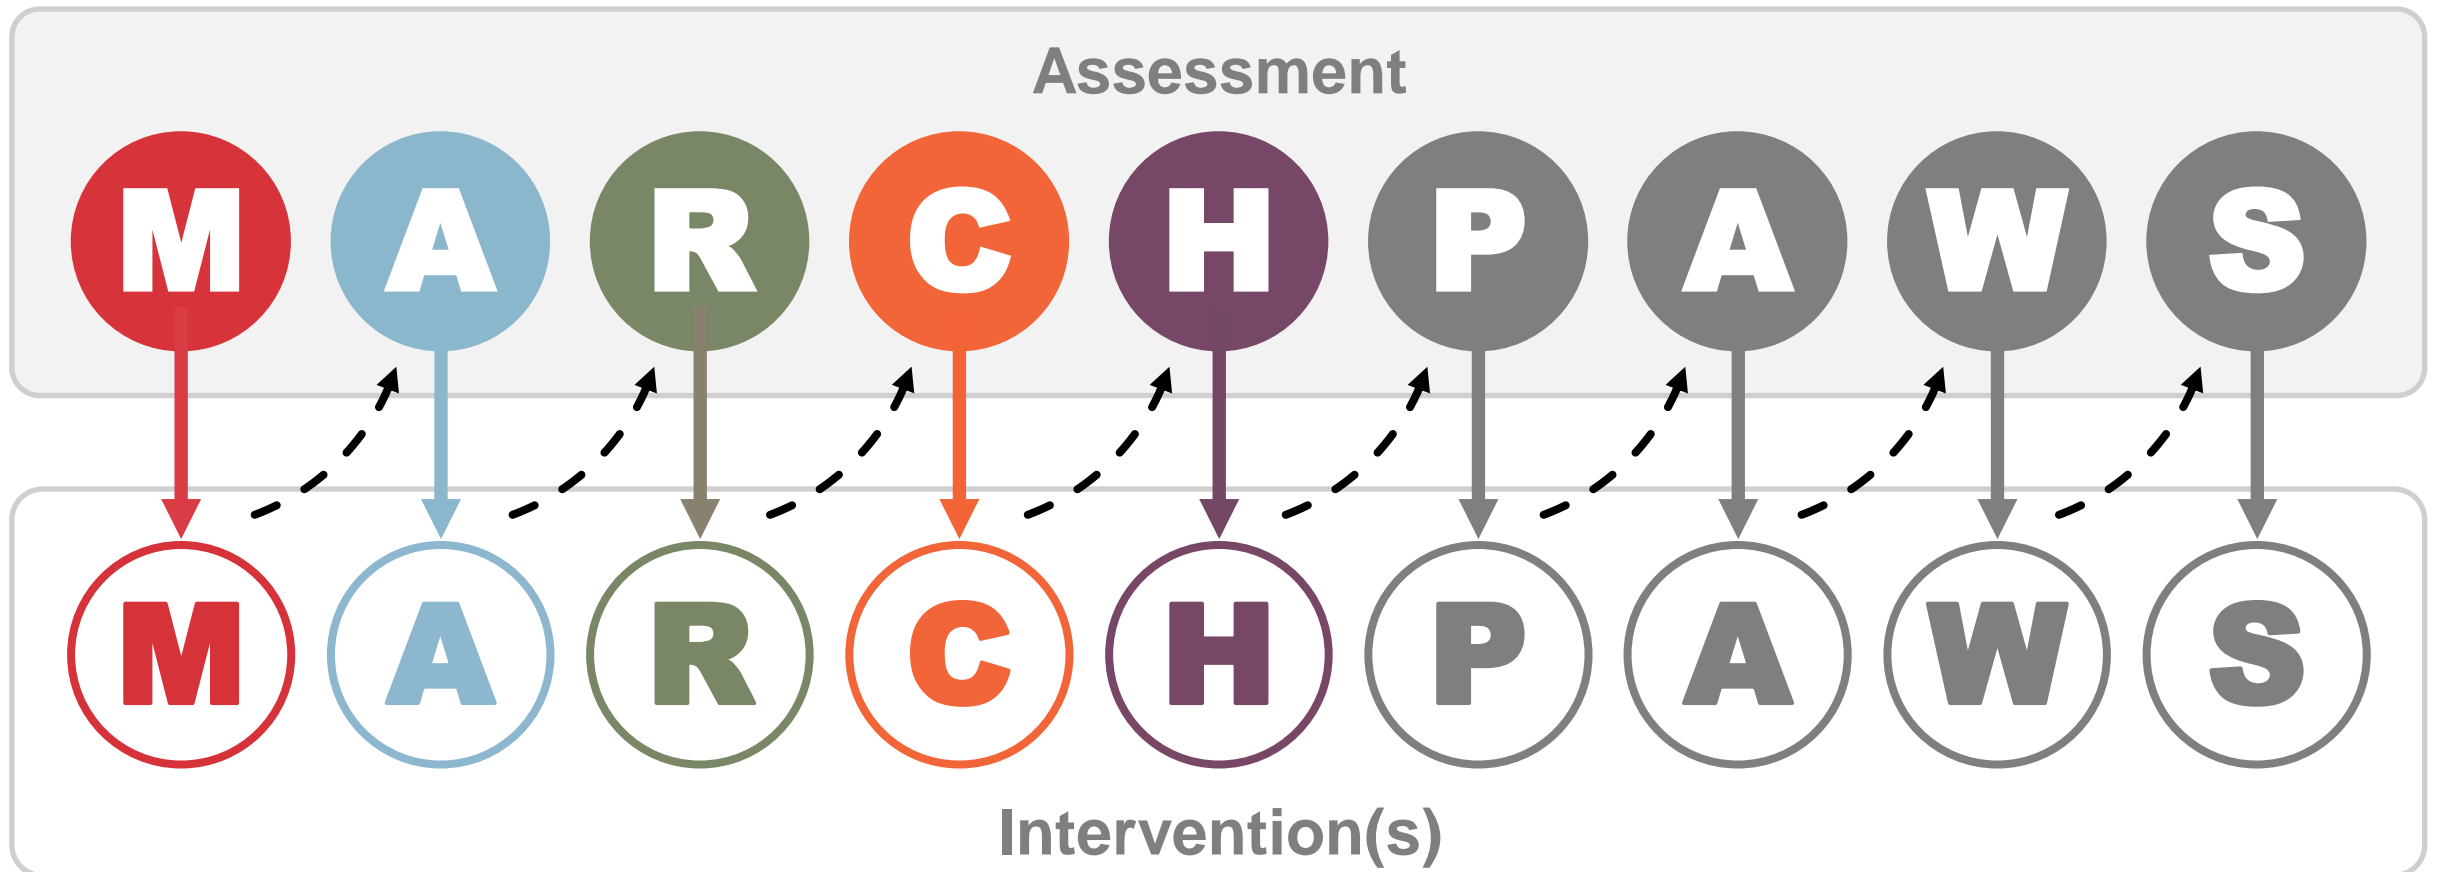 Assessment
M A R C H P A W S
M A R C H P A W S
Intervention(s)